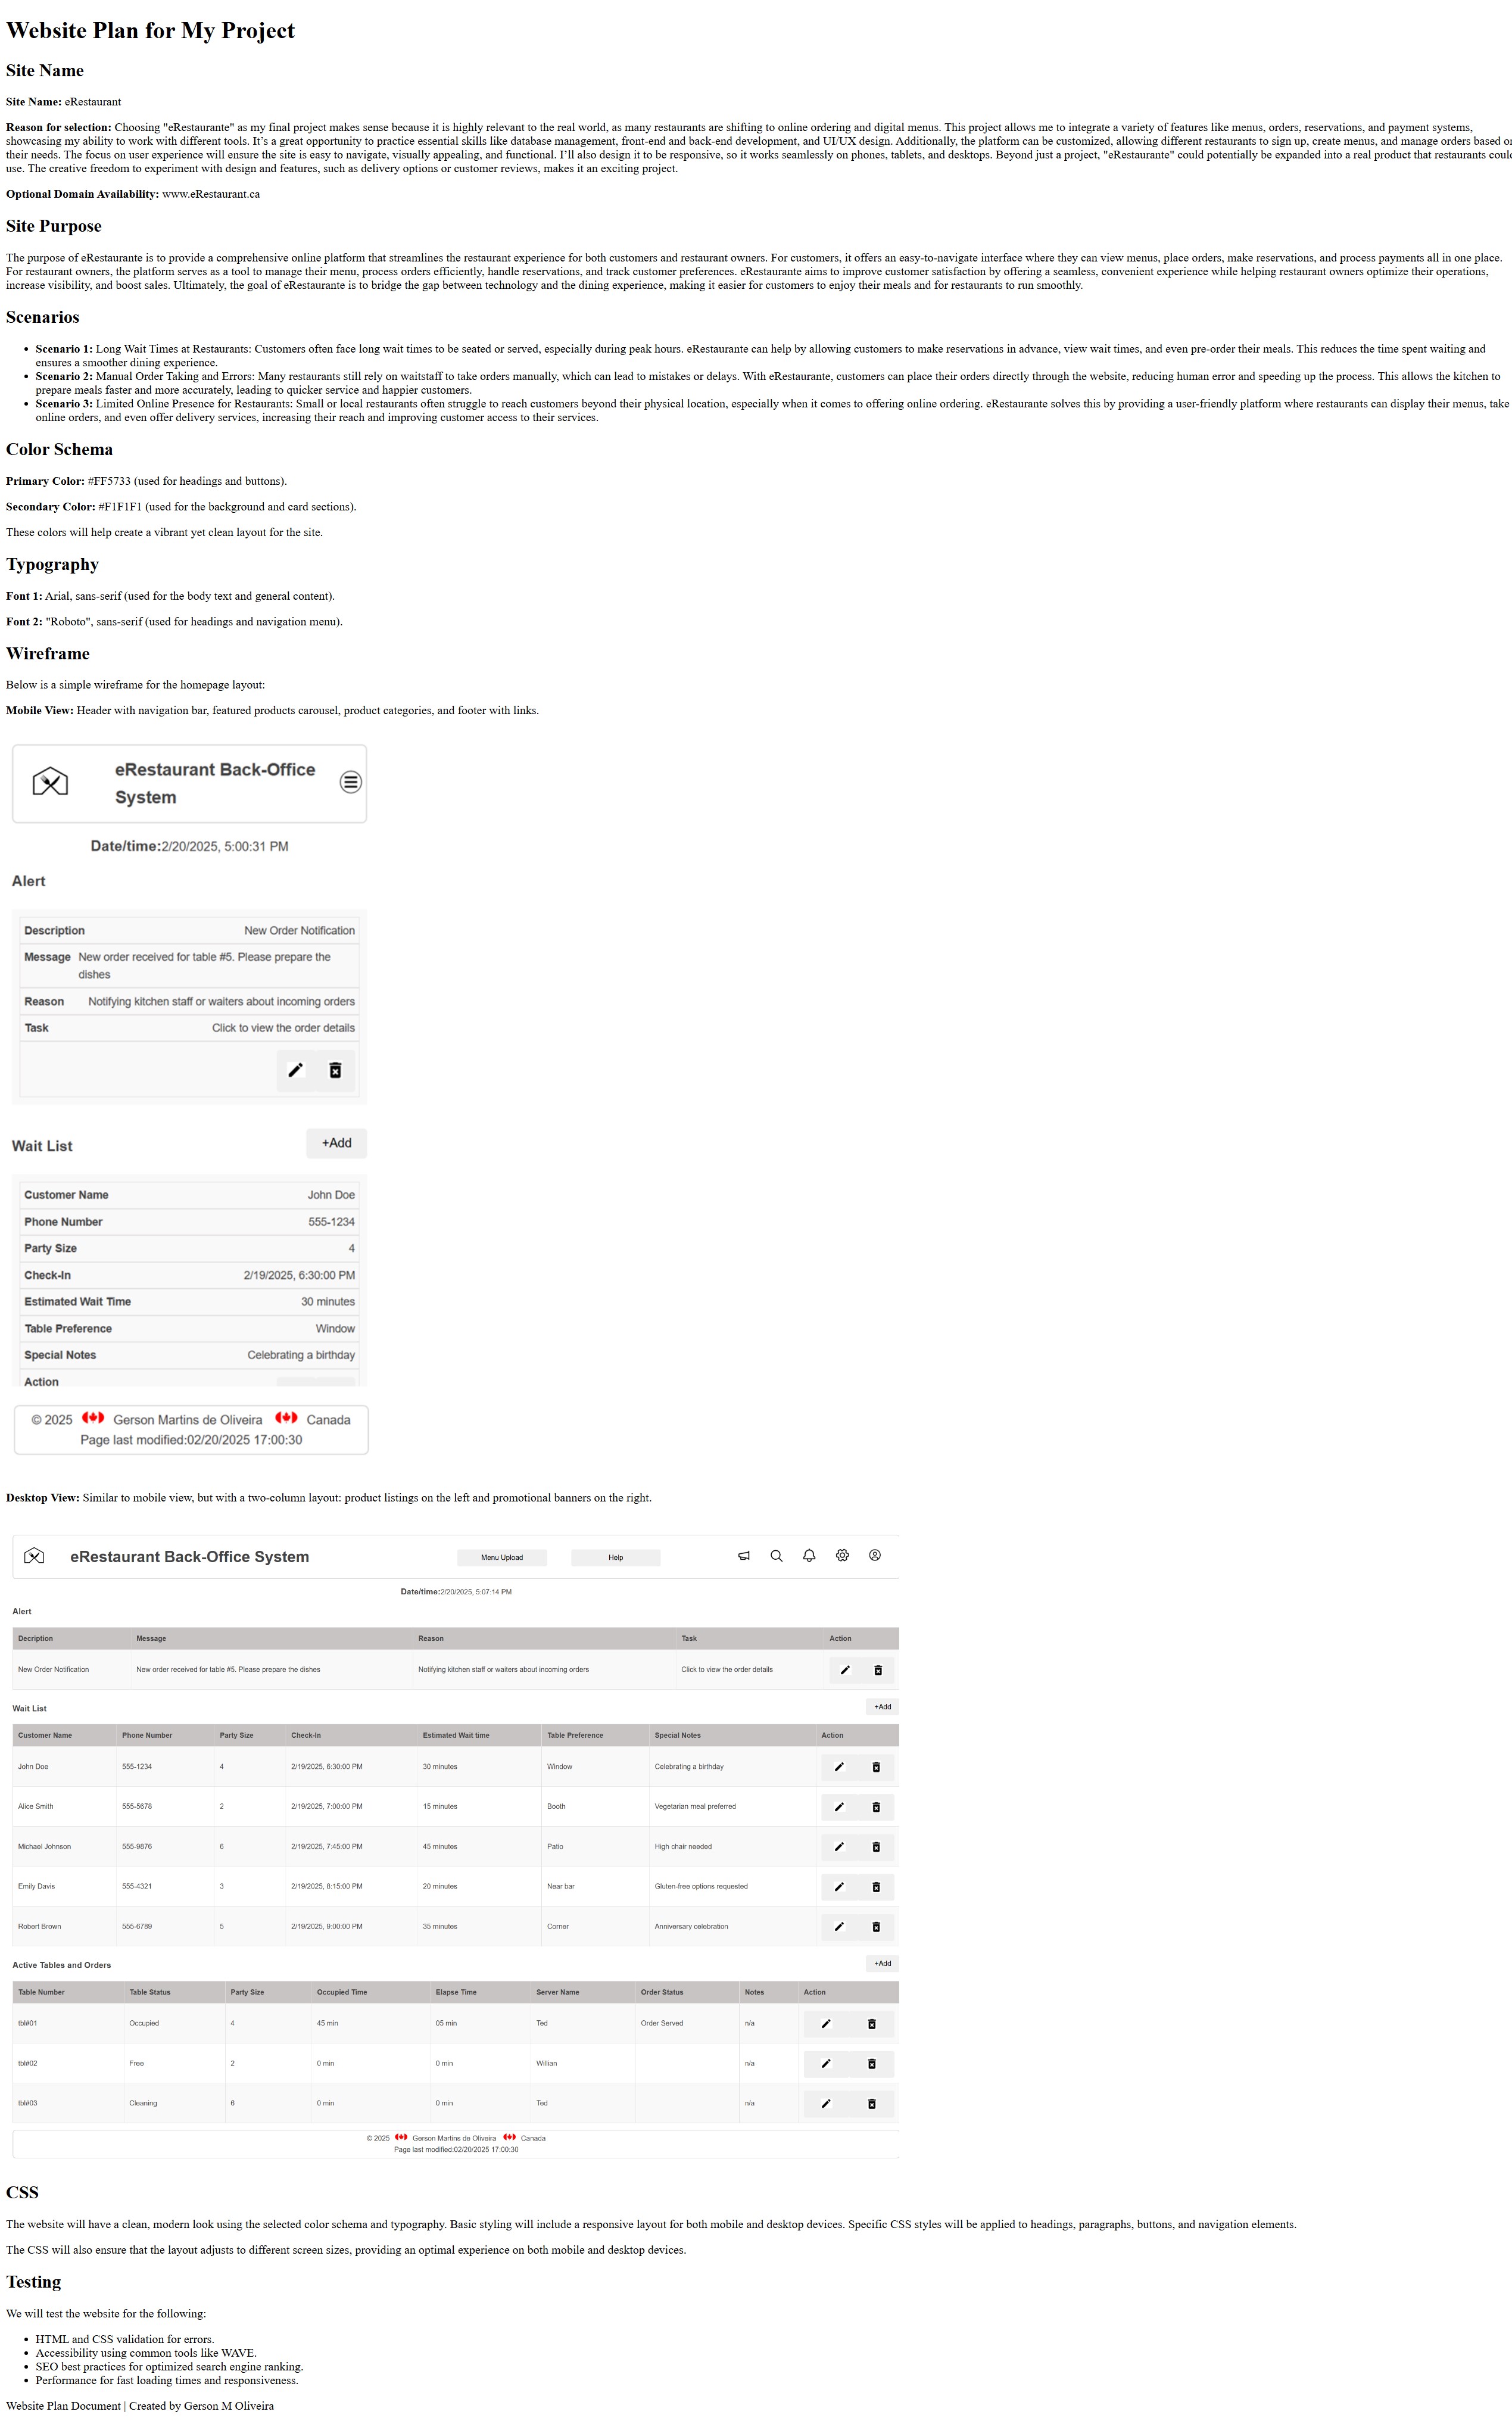 Website Plan for My Project
Site Name
Site Name: eRestaurant
Reason for selection: Choosing "eRestaurante" as my final project makes sense because it is highly relevant to the real world, as many restaurants are shifting to online ordering and digital menus. This project allows me to integrate a variety of features like menus, orders, reservations, and payment systems,
showcasing my ability to work with different tools. It's a great opportunity to practice essential skills like database management, front-end and back-end development, and UI/UX design. Additionally, the platform can be customized, allowing different restaurants to sign up, create menus, and manage orders based on
their needs. The focus on user experience will ensure the site is easy to navigate, visually appealing, and functional. I'll also design it to be responsive, so it works seamlessly on phones, tablets, and desktops. Beyond just a project, "eRestaurante" could potentially be expanded into a real product that restaurants could
use. The creative freedom to experiment with design and features, such as delivery options or customer reviews, makes it an exciting project.
Optional Domain Availability: www.eRestaurant.ca
Site Purpose
The purpose of eRestaurante is to provide a comprehensive online platform that streamlines the restaurant experience for both customers and restaurant owners. For customers, it offers an easy-to-navigate interface where they can view menus, place orders, make reservations, and process payments all in one place.
For restaurant owners, the platform serves as a tool to manage their menu, process orders efficiently, handle reservations, and track customer preferences. eRestaurante aims to improve customer satisfaction by offering a seamless, convenient experience while helping restaurant owners optimize their operations,
increase visibility, and boost sales. Ultimately, the goal of eRestaurante is to bridge the gap between technology and the dining experience, making it easier for customers to enjoy their meals and for restaurants to run smoothly.
Scenarios
• Scenario 1: Long Wait Times at Restaurants: Customers often face long wait times to be seated or served, especially during peak hours. eRestaurante can help by allowing customers to make reservations in advance, view wait times, and even pre-order their meals. This reduces the time spent waiting and
ensures a smoother dining experience.
• Scenario 2: Manual Order Taking and Errors: Many restaurants still rely on waitstaff to take orders manually, which can lead to mistakes or delays. With eRestaurante, customers can place their orders directly through the website, reducing human error and speeding up the process. This allows the kitchen to
prepare meals faster and more accurately, leading to quicker service and happier customers.
• Scenario 3: Limited Online Presence for Restaurants: Small or local restaurants often struggle to reach customers beyond their physical location, especially when it comes to offering online ordering. eRestaurante solves this by providing a user-friendly platform where restaurants can display their menus, take
online orders, and even offer delivery services, increasing their reach and improving customer access to their services.
Color Schema
Primary Color: #FF5733 (used for headings and buttons).
Secondary Color: #F1F1F1 (used for the background and card sections).
These colors will help create a vibrant yet clean layout for the site.
Typography
Font 1: Arial, sans-serif (used for the body text and general content).
Font 2: "Roboto", sans-serif (used for headings and navigation menu).
Wireframe
Below is a simple wireframe for the homepage layout:
Mobile View: Header with navigation bar, featured products carousel, product categories, and footer with links.
eRestaurant Back-Office
System
Date/time:2/20/2025, 5:00:31 PM
Alert
Description New Order Notification
Message New order received for table #5. Please prepare the
dishes
Reason Notifying kitchen staff or waiters about incoming orders
Task Click to view the order details
Wait List +Add
Customer Name John Doe
Phone Number 555-1234
Party Size 4
Check-In 2/19/2025, 6:30:00 PM
Estimated Wait Time 30 minutes
Table Preference Window
Special Notes Celebrating a birthday
Action
© 2025 Gerson Martins de Oliveira Canada
Page last modified:02/20/2025 17:00:30
Desktop View: Similar to mobile view, but with a two-column layout: product listings on the left and promotional banners on the right.
eRestaurant Back-Office System Menu Upload Help
Date/time:2/20/2025, 5:07:14 PM
Alert
Decription Message Reason Task Action
New Order Notification New order received for table #5. Please prepare the dishes Notifying kitchen staff or waiters about incoming orders Click to view the order details
Wait List +Add
Customer Name Phone Number Party Size Check-In Estimated Wait time Table Preference Special Notes Action
John Doe 555-1234 4 2/19/2025, 6:30:00 PM 30 minutes Window Celebrating a birthday
Alice Smith 555-5678 2 2/19/2025, 7:00:00 PM 15 minutes Booth Vegetarian meal preferred
Michael Johnson 555-9876 6 2/19/2025, 7:45:00 PM 45 minutes Patio High chair needed
Emily Davis 555-4321 3 2/19/2025, 8:15:00 PM 20 minutes Near bar Gluten-free options requested
Robert Brown 555-6789 5 2/19/2025, 9:00:00 PM 35 minutes Corner Anniversary celebration
Active Tables and Orders +Add
Table Number Table Status Party Size Occupied Time Elapse Time Server Name Order Status Notes Action
tbl#01 Occupied 4 45 min 05 min Ted Order Served n/a
tbl#02 Free 2 0 min 0 min Willian n/a
tbl#03 Cleaning 6 0 min 0 min Ted n/a
© 2025 Gerson Martins de Oliveira Canada
Page last modified:02/20/2025 17:00:30
CSS
The website will have a clean, modern look using the selected color schema and typography. Basic styling will include a responsive layout for both mobile and desktop devices. Specific CSS styles will be applied to headings, paragraphs, buttons, and navigation elements.
The CSS will also ensure that the layout adjusts to different screen sizes, providing an optimal experience on both mobile and desktop devices.
Testing
We will test the website for the following:
• HTML and CSS validation for errors.
• Accessibility using common tools like WAVE.
• SEO best practices for optimized search engine ranking.
• Performance for fast loading times and responsiveness.
Website Plan Document | Created by Gerson M Oliveira